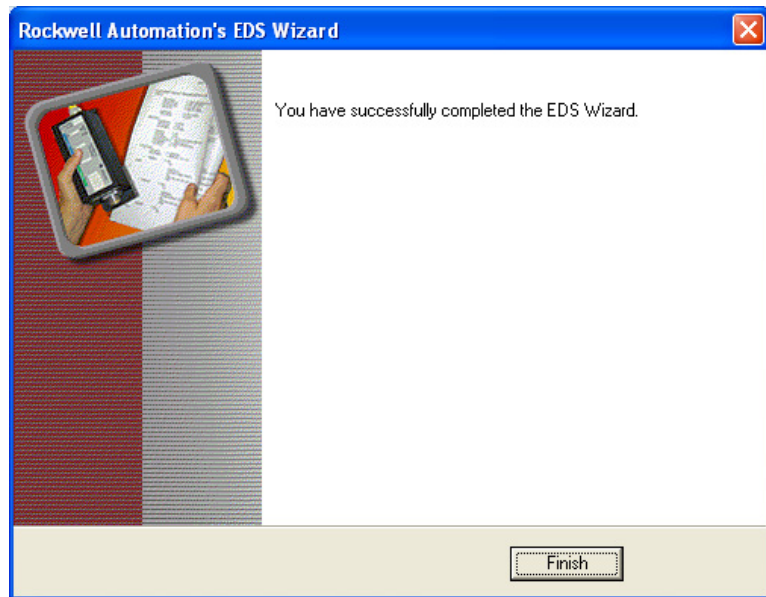 Rockwell Automation's EDS Wizard
You have successfully completed the EDS Wizard.
Finish